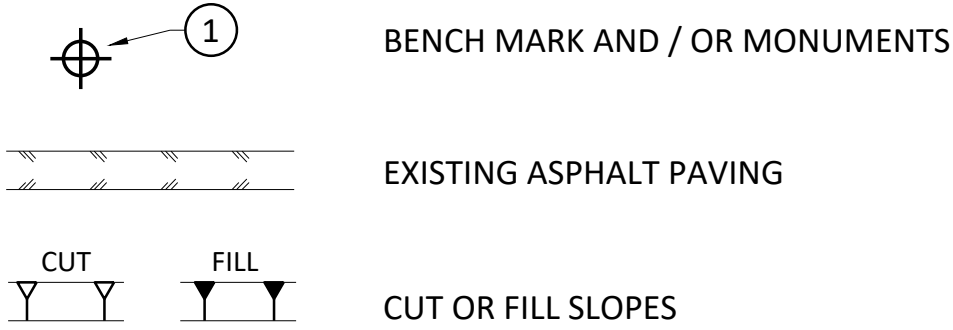 1
BENCH MARK AND / OR MONUMENTS
EXISTING ASPHALT PAVING
CUT
FILL
CUT OR FILL SLOPES